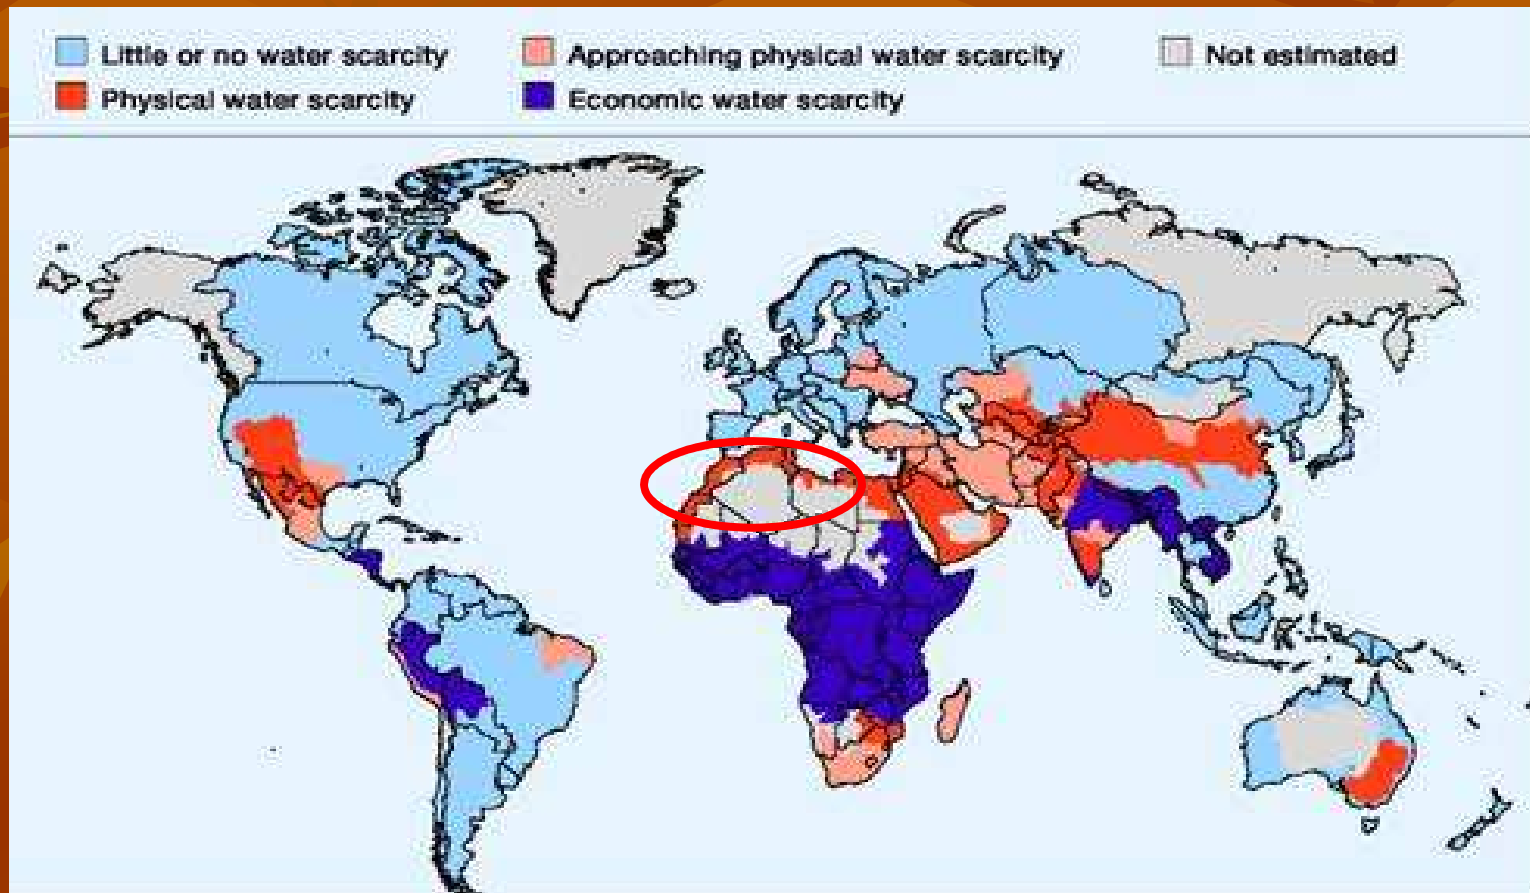 Little or no water scarcity
Approaching physical water scarcity
Not estimated
Physical water scarcity
Economic water scarcity